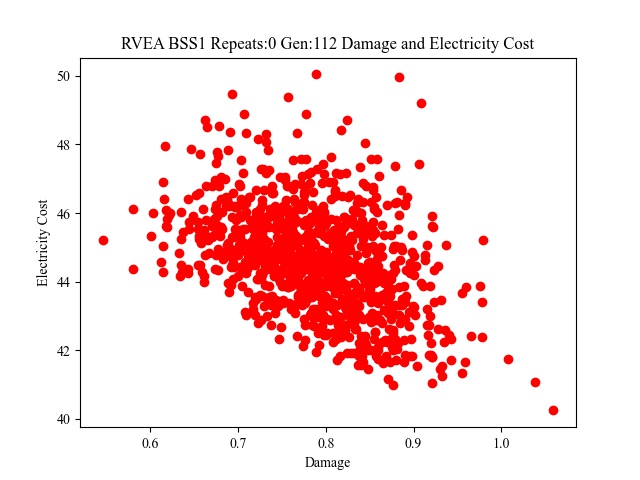 RVEA BSS1 Repeats:0 Gen:112 Damage and Electricity Cost
50
48
46
44
42
40
Electricity Cost
0.6 0.7 0.8 0.9 1.0
Damage